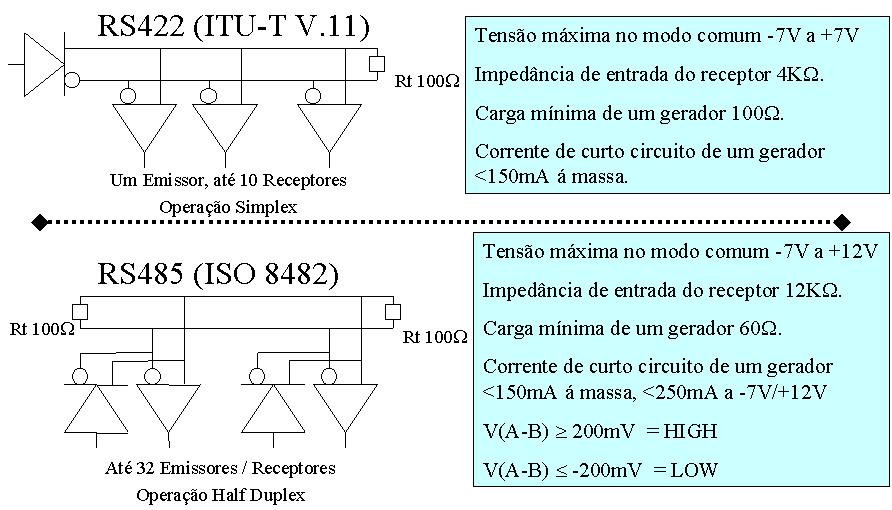 RS422 (ITU-T V.11)
Rt 100Ω
Um Emissor, até 10 Receptores
Operação Simplex
Tensão máxima no modo comum -7V a +7V
Impedância de entrada do receptor 4KΩ.
Carga mínima de um gerador 100Ω.
Corrente de curto circuito de um gerador
<150mA á massa.
RS485 (ISO 8482)
Rt 100Ω
Rt 100Ω
Até 32 Emissores / Receptores
Operação Half Duplex
Tensão máxima no modo comum -7V a +12V
Impedância de entrada do receptor 12KΩ.
Carga mínima de um gerador 60Ω.
Corrente de curto circuito de um gerador
<150mA á massa, <250mA a -7V/+12V
V(A-B) ≥ 200mV = HIGH
V(A-B) ≤ -200mV = LOW